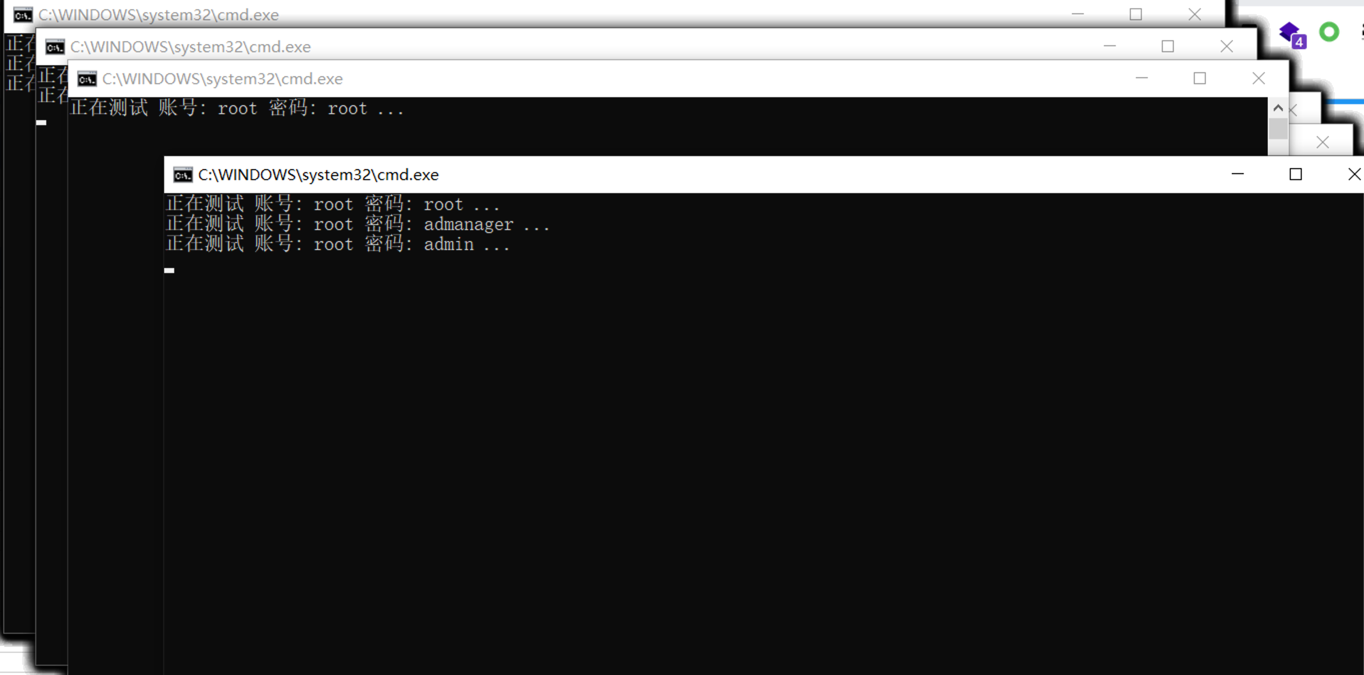 C:\WINDOWS\system32\cmd.exe
正在
正在
正在
C:\WINDOWS\system32\cmd.exe
正在
正在
C:\WINDOWS\system32\cmd.exe
正在测试 账号: root 密码: root ...
4
C:\WINDOWS\system32\cmd.exe
正在测试 账号: root 密码: root ...
正在测试 账号: root 密码: admanager ...
正在测试 账号: root 密码: admin ...